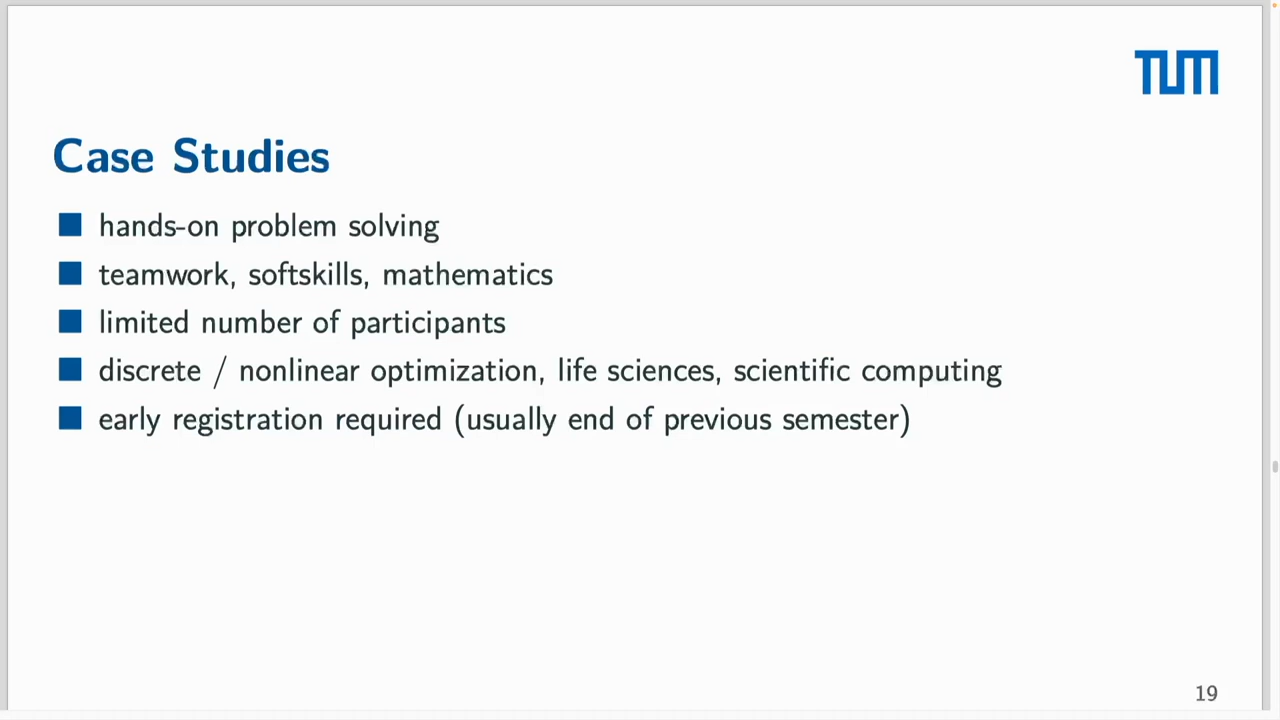 TUM
Case Studies
hands-on problem solving
teamwork, softskills, mathematics
limited number of participants
discrete / nonlinear optimization, life sciences, scientific computing
early registration required (usually end of previous semester)
19